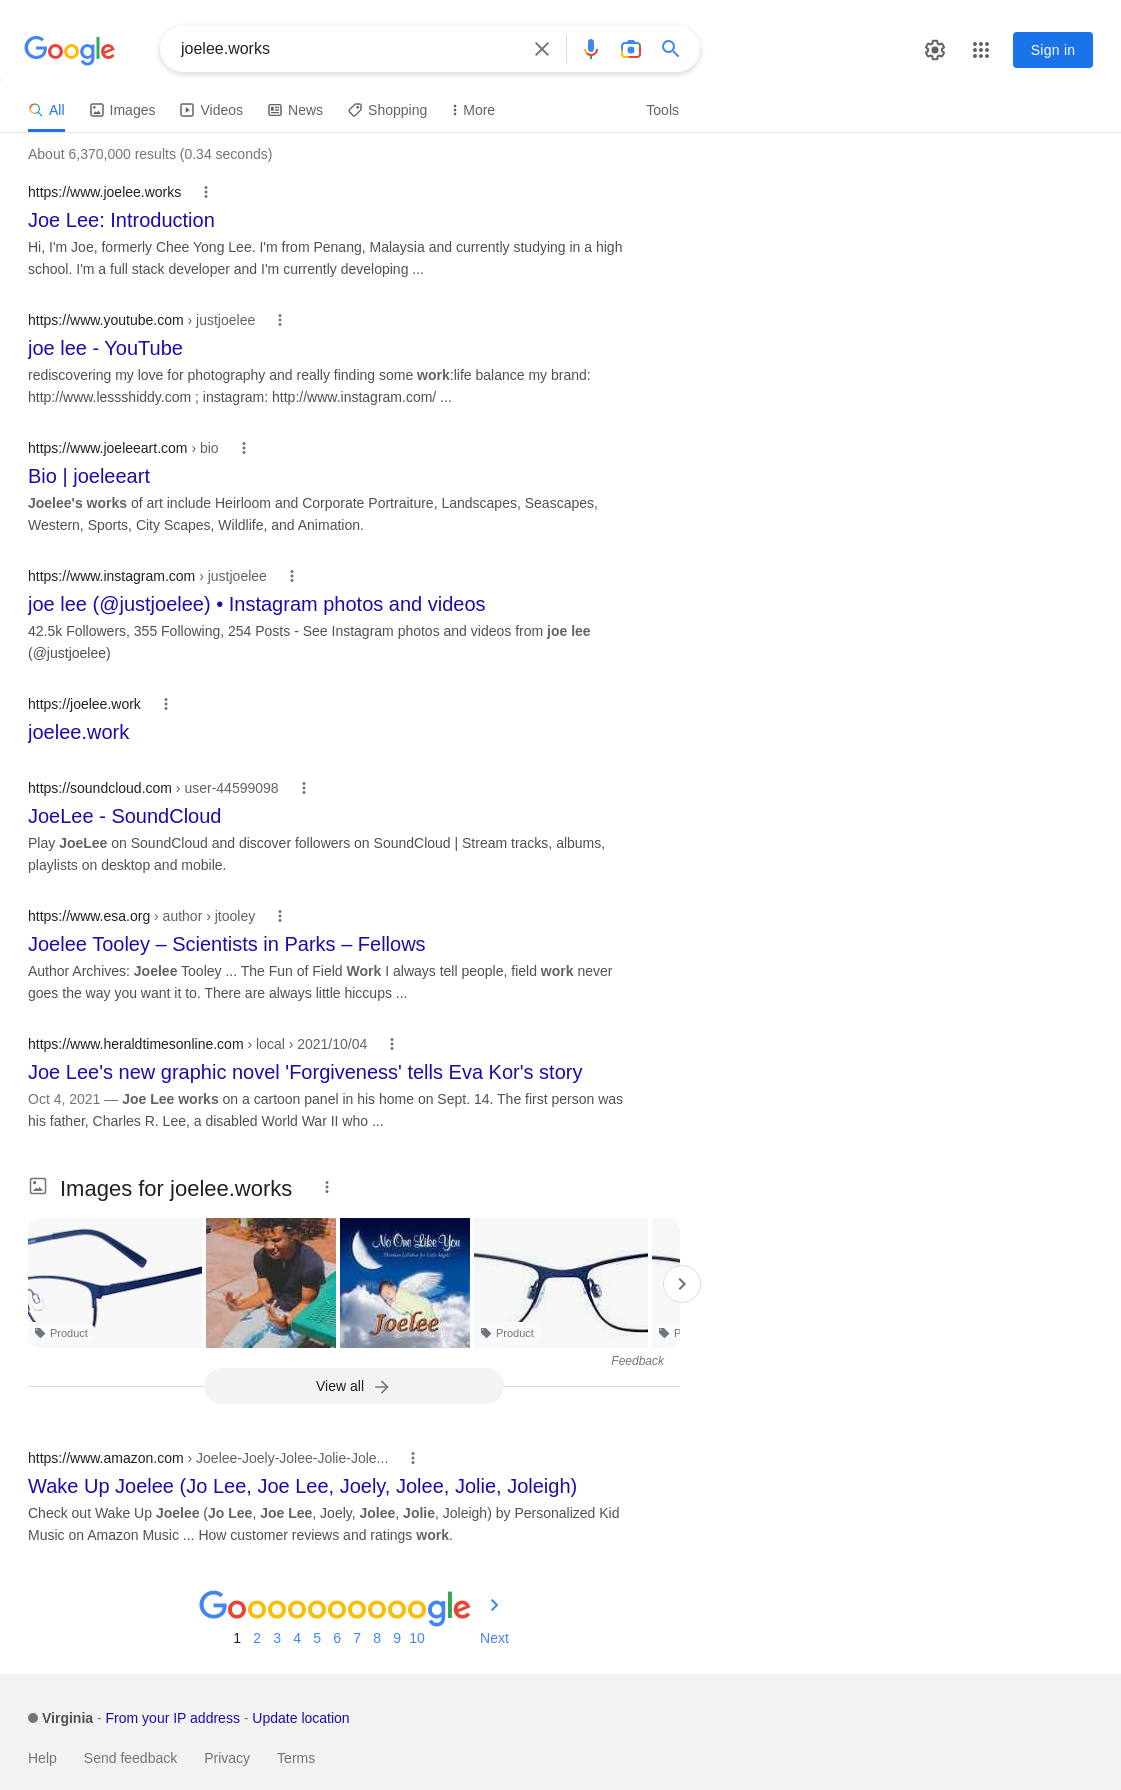 Google
joelee.works
Sign in
All Images Videos News Shopping More Tools
About 6,370,000 results (0.34 seconds)
https://www.joelee.works
Joe Lee: Introduction
Hi, I'm Joe, formerly Chee Yong Lee. I'm from Penang, Malaysia and currently studying in a high
school. I'm a full stack developer and I'm currently developing ...
https://www.youtube.com › justjoelee
joe lee - YouTube
rediscovering my love for photography and really finding some work:life balance my brand:
http://www.lessshiddy.com ; instagram: http://www.instagram.com/ ...
https://www.joeleeart.com › bio
Bio | joeleeart
Joelee's works of art include Heirloom and Corporate Portraiture, Landscapes, Seascapes,
Western, Sports, City Scapes, Wildlife, and Animation.
https://www.instagram.com › justjoelee
joe lee (@justjoelee) • Instagram photos and videos
42.5k Followers, 355 Following, 254 Posts - See Instagram photos and videos from joe lee
(@justjoelee)
https://joelee.work
joelee.work
https://soundcloud.com › user-44599098
JoeLee - SoundCloud
Play JoeLee on SoundCloud and discover followers on SoundCloud | Stream tracks, albums,
playlists on desktop and mobile.
https://www.esa.org › author › jtooley
Joelee Tooley – Scientists in Parks – Fellows
Author Archives: Joelee Tooley ... The Fun of Field Work I always tell people, field work never
goes the way you want it to. There are always little hiccups ...
https://www.heraldtimesonline.com › local › 2021/10/04
Joe Lee's new graphic novel 'Forgiveness' tells Eva Kor's story
Oct 4, 2021 — Joe Lee works on a cartoon panel in his home on Sept. 14. The first person was
his father, Charles R. Lee, a disabled World War II who ...
Images for joelee.works
No One Like You
Joelee
Product Product P
Feedback
View all
https://www.amazon.com › Joelee-Joely-Jolee-Jolie-Jole...
Wake Up Joelee (Jo Lee, Joe Lee, Joely, Jolee, Jolie, Joleigh)
Check out Wake Up Joelee (Jo Lee, Joe Lee, Joely, Jolee, Jolie, Joleigh) by Personalized Kid
Music on Amazon Music ... How customer reviews and ratings work.
Goooooooooogle
1 2 3 4 5 6 7 8 9 10 Next
Virginia - From your IP address - Update location
Help Send feedback Privacy Terms